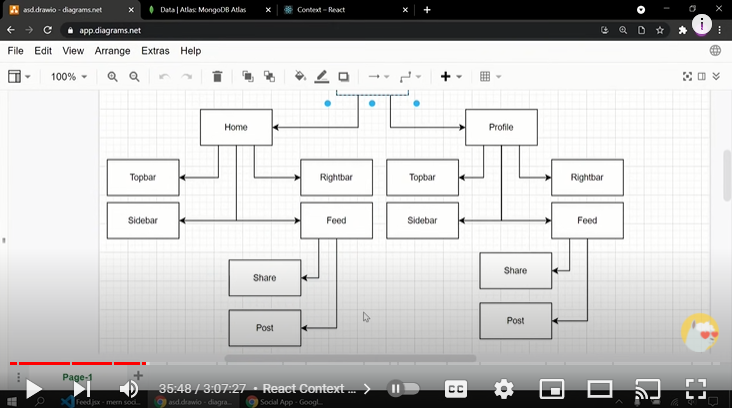 asd.drawio - diagrams.net
Data | Atlas: MongoDB Atlas
Context – React
app.diagrams.net
File Edit View Arrange Extras Help
100%
Home
Profile
Topbar
Rightbar
Topbar
Rightbar
Sidebar
Feed
Sidebar
Feed
Share
Share
Post
Post
Page-1
35:48 / 3:07:27 • React Context ...
CC
Feed.jsx - mern soci...
asd.drawio - diagra...
Social App - Googl...